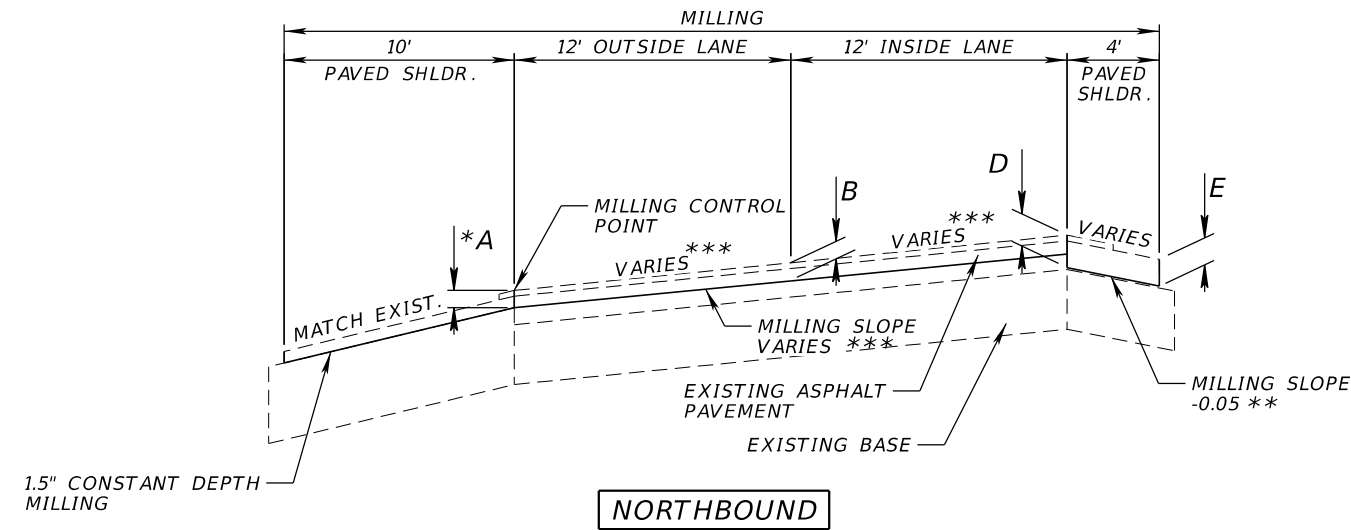 MILLING
10'
12' OUTSIDE LANE
12' INSIDE LANE
4'
PAVED SHLDR.
PAVED
SHLDR.
D
B
E
MILLING CONTROL
POINT
*A
VARIES ***
VARIES ***
VARIES
MATCH EXIST.
MILLING SLOPE
VARIES ***
EXISTING ASPHALT
PAVEMENT
MILLING SLOPE
-0.05 **
EXISTING BASE
1.5" CONSTANT DEPTH
MILLING
NORTHBOUND